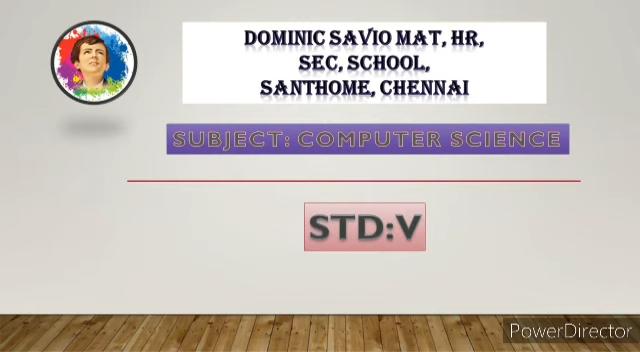 DOMINIC SAVIO MAT, HR,
SEC, SCHOOL,
SANTHOME, CHENNAI
SUBJECT: COMPUTER SCIENCE
STD:V
PowerDirector